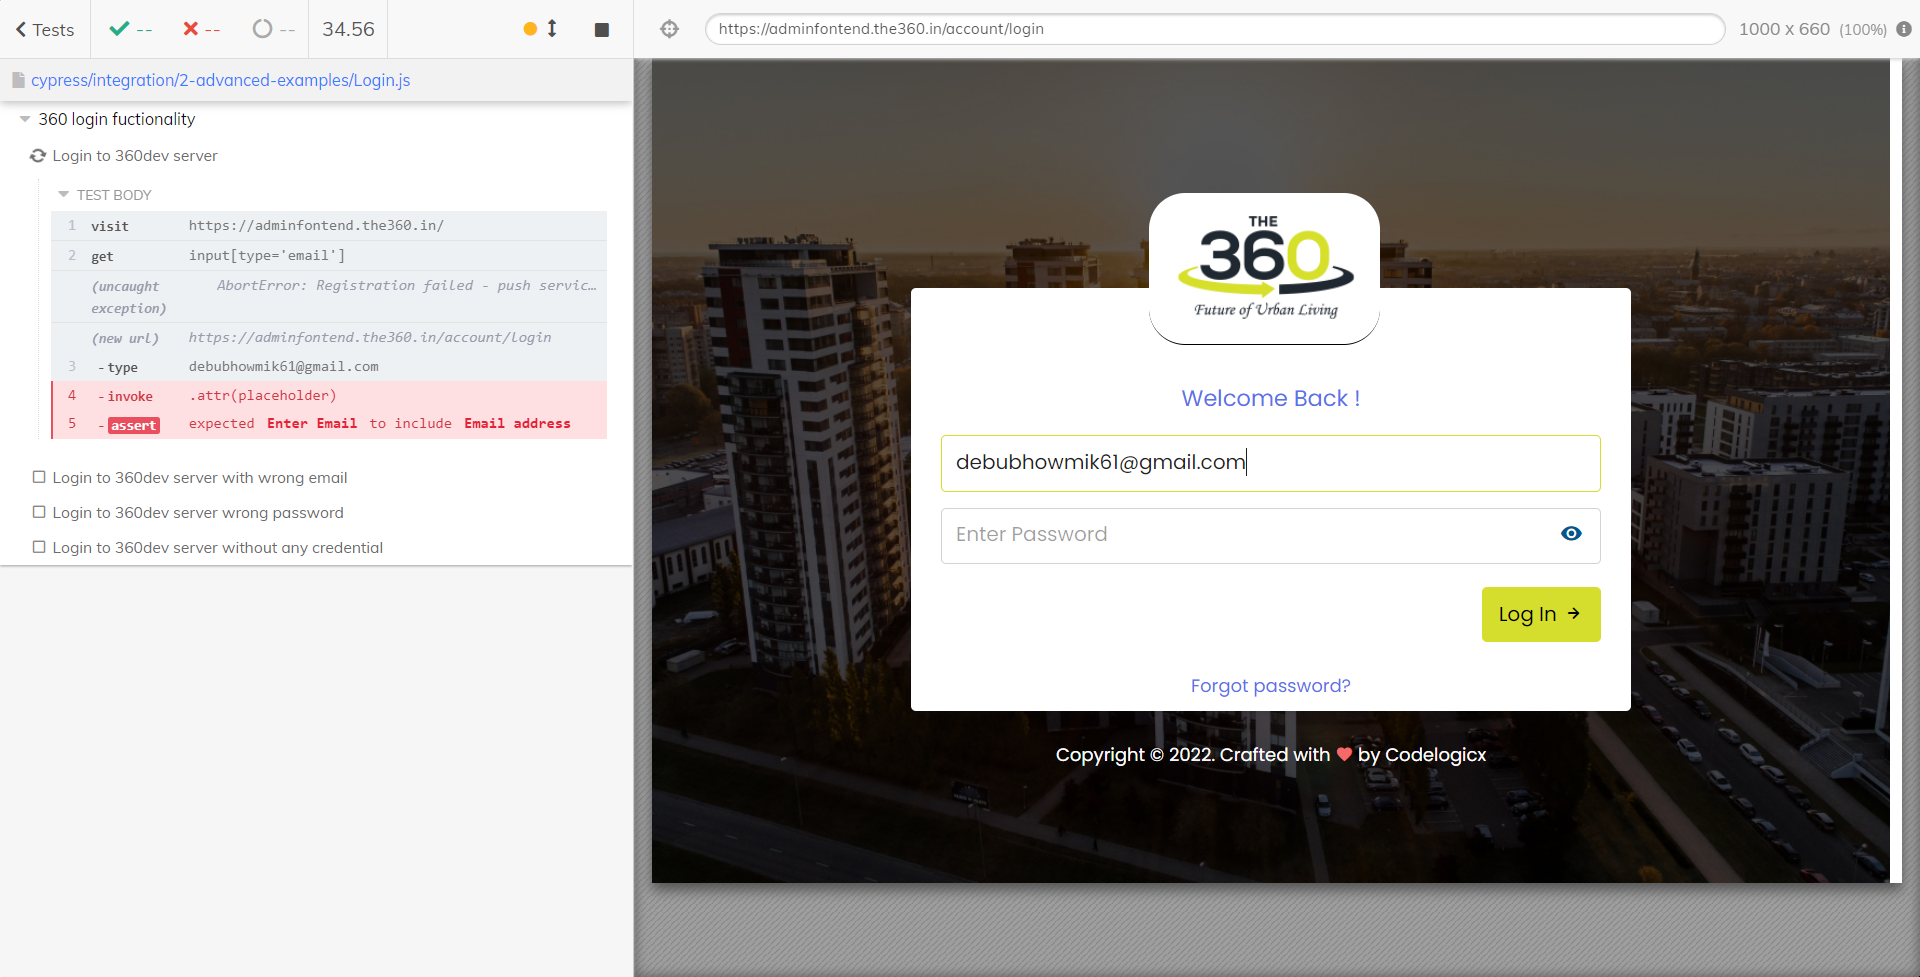 Tests -- -- -- 34.56
https://adminfontend.the360.in/account/login 1000 x 660 (100%)
cypress/integration/2-advanced-examples/Login.js
360 login fuctionality
Login to 360dev server
TEST BODY
1 visit https://adminfontend.the360.in/
2 get input[type='email']
(uncaught exception) AbortError: Registration failed - push servic…
(new url) https://adminfontend.the360.in/account/login
3 -type debubhowmik61@gmail.com
4 -invoke .attr(placeholder)
5 -assert expected Enter Email to include Email address
Login to 360dev server with wrong email
Login to 360dev server wrong password
Login to 360dev server without any credential
THE
360
Future of Urban Living
Welcome Back !
debubhowmik61@gmail.com
Enter Password
Log In →
Forgot password?
Copyright © 2022. Crafted with ❤ by Codelogicx